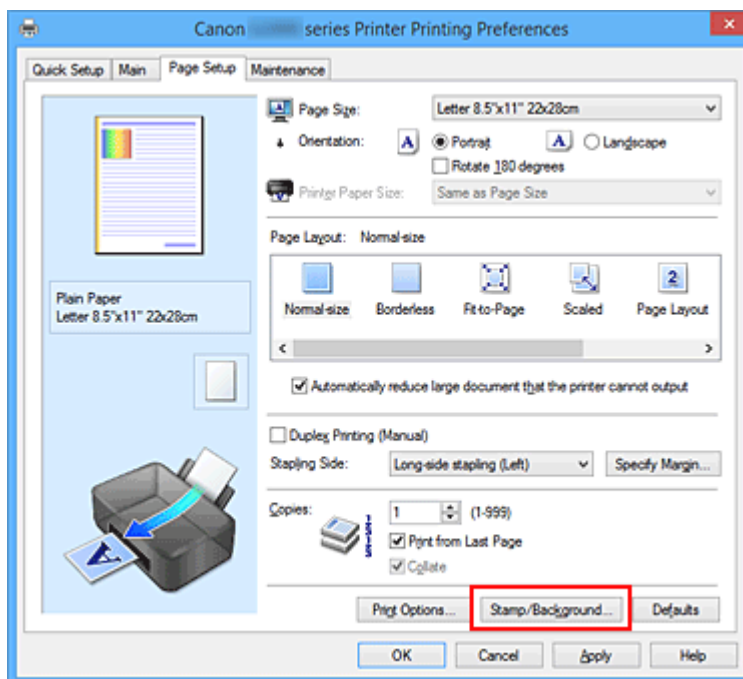 Canon series Printer Printing Preferences
Quick Setup Main Page Setup Maintenance
Page Size: Letter 8.5"x11" 22x28cm
Orientation: A Portrait A Landscape
Rotate 180 degrees
Printer Paper Size: Same as Page Size
Page Layout: Normal-size
2
Normal-size Borderless Fit-to-Page Scaled Page Layout
Plain Paper
Letter 8.5"x11" 22x28cm
Automatically reduce large document that the printer cannot output
Duplex Printing (Manual)
Stapling Side: Long-side stapling (Left) Specify Margin...
Copies: 1 (1-999)
Print from Last Page
Collate
A
Print Options... Stamp/Background... Defaults
OK Cancel Apply Help